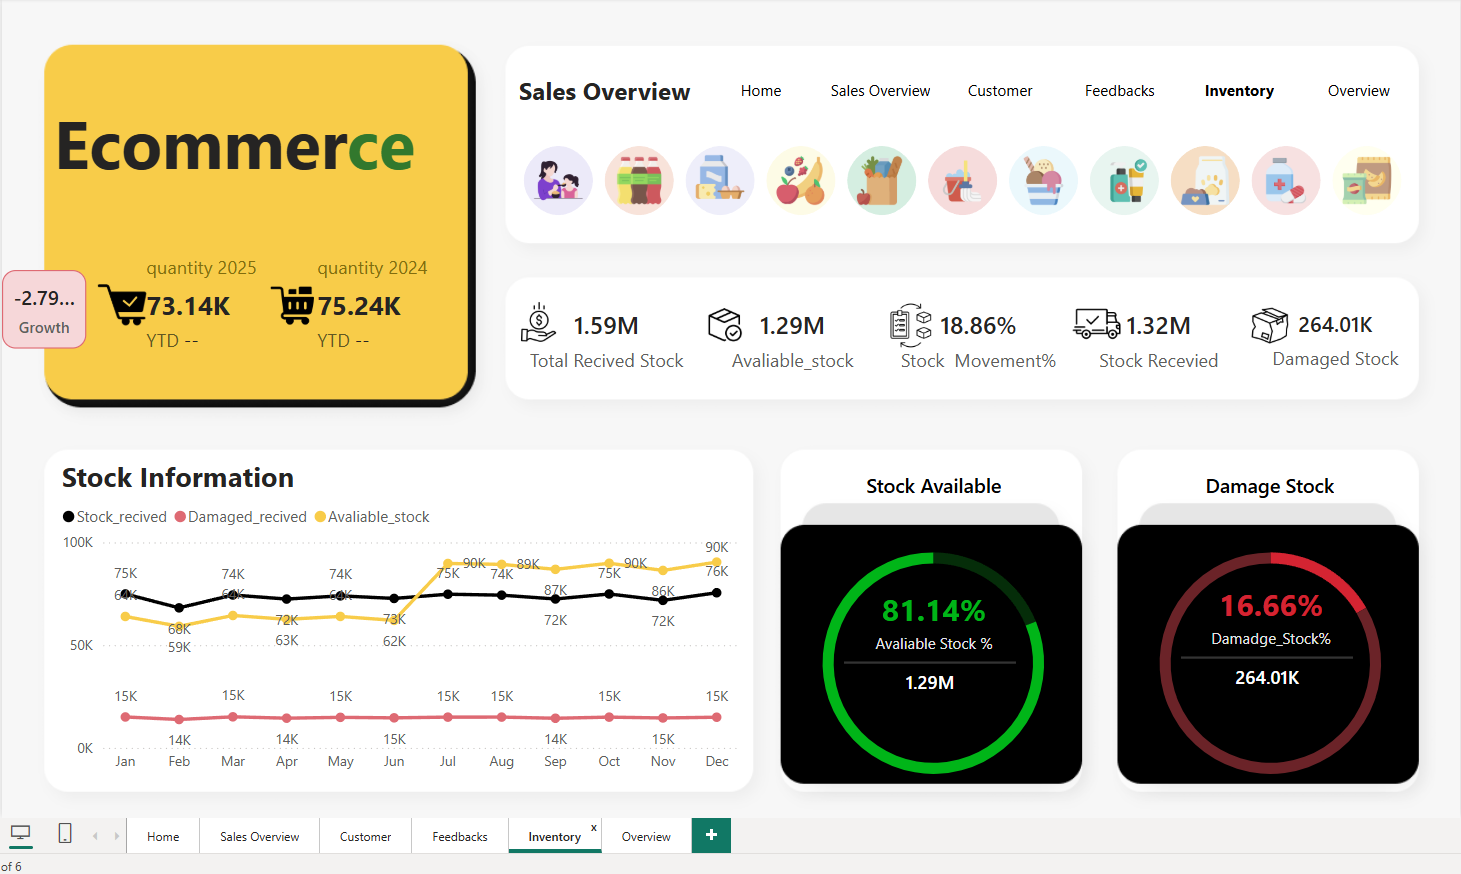 Ecommerce
quantity 2025
73.14K
YTD --
quantity 2024
75.24K
YTD --
-2.79...
Growth
Sales Overview Home Sales Overview Customer Feedbacks Inventory Overview
1.59M
Total Recived Stock
1.29M
Avaliable_stock
18.86%
Stock Movement%
1.32M
Stock Recevied
264.01K
Damaged Stock
Stock Information
Stock_recived Damaged_recived Avaliable_stock
100K
50K
0K
75K 68K 74K 72K 74K 73K 75K 74K 72K 75K 72K 76K
64K 59K 64K 63K 64K 62K 90K 89K 87K 90K 86K 90K
15K 14K 15K 14K 15K 15K 15K 15K 14K 15K 15K 15K
Jan Feb Mar Apr May Jun Jul Aug Sep Oct Nov Dec
Stock Available
81.14%
Avaliable Stock %
1.29M
Damage Stock
16.66%
Damadge_Stock%
264.01K
Home Sales Overview Customer Feedbacks Inventory x Overview +
of 6